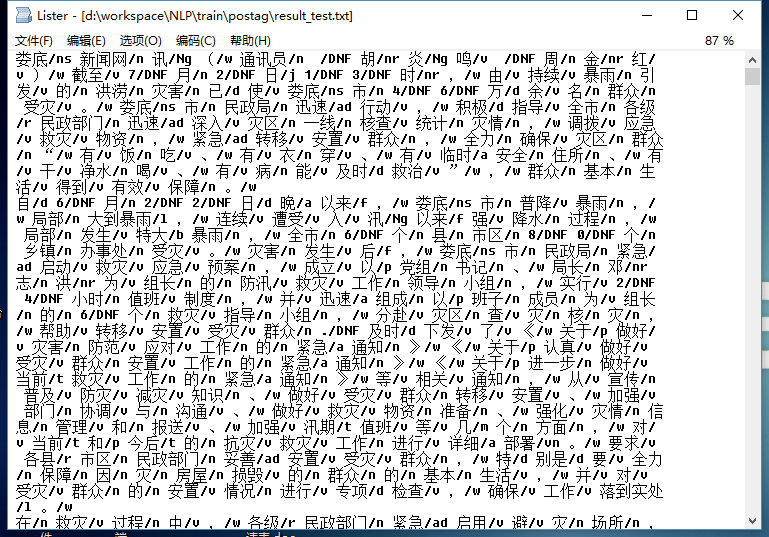 Lister - [d:\workspace\NLP\train\postag\result_test.txt]
文件(F) 编辑(E) 选项(O) 编码(C) 帮助(H) 87 %
娄底/ns 新闻网/n 讯/Ng （/w 通讯员/n  /DNF 胡/nr 炎/Ng 鸣/v  /DNF 周/n 金/nr 红/
v ）/w 截至/v 7/DNF 月/n 2/DNF 日/j 1/DNF 3/DNF 时/nr ，/w 由/v 持续/v 暴雨/n 引
发/v 的/n 洪涝/n 灾害/n 已/d 使/v 娄底/ns 市/n 4/DNF 6/DNF 万/d 余/v 名/n 群众/n
受灾/v 。/w 娄底/ns 市/n 民政局/n 迅速/ad 行动/v ，/w 积极/d 指导/v 全市/n 各级
/r 民政部门/n 迅速/ad 深入/v 灾区/n 一线/n 核查/v 统计/n 灾情/n ，/w 调拨/v 应急
/v 救灾/v 物资/n ，/w 紧急/ad 转移/v 安置/v 群众/n ，/w 全力/n 确保/v 灾区/n 群众
/n “/w 有/v 饭/n 吃/v 、/w 有/v 衣/n 穿/v 、/w 有/v 临时/a 安全/n 住所/n 、/w 有
/v 干/v 净水/n 喝/v 、/w 有/v 病/n 能/v 及时/d 救治/v ”/w ，/w 群众/n 基本/n 生
活/v 得到/v 有效/v 保障/n 。/w
自/d 6/DNF 月/n 2/DNF 2/DNF 日/d 晚/a 以来/f ，/w 娄底/ns 市/n 普降/v 暴雨/n ，/
w 局部/n 大到暴雨/l ，/w 连续/v 遭受/v 入/v 汛/Ng 以来/f 强/v 降水/n 过程/n ，/w
局部/n 发生/v 特大/b 暴雨/n ，/w 全市/n 6/DNF 个/n 县/n 市区/n 8/DNF 0/DNF 个/n
乡镇/n 办事处/n 受灾/v 。/w 灾害/n 发生/v 后/f ，/w 娄底/ns 市/n 民政局/n 紧急/
ad 启动/v 救灾/v 应急/v 预案/n ，/w 成立/v 以/p 党组/n 书记/n 、/w 局长/n 邓/nr
志/n 洪/nr 为/v 组长/n 的/n 防汛/v 救灾/v 工作/n 领导/n 小组/n ，/w 实行/v 2/DNF
4/DNF 小时/n 值班/v 制度/n ，/w 并/v 迅速/a 组成/n 以/p 班子/n 成员/n 为/v 组长
/n 的/n 6/DNF 个/n 救灾/v 指导/n 小组/n ，/w 分赴/v 灾区/n 查/v 灾/n 核/n 灾/n ，
/w 帮助/v 转移/v 安置/v 受灾/v 群众/n ./DNF 及时/d 下发/v 了/v 《/w 关于/p 做好/
v 灾害/n 防范/v 应对/v 工作/n 的/n 紧急/a 通知/n 》/w 《/w 关于/p 认真/v 做好/v
受灾/v 群众/n 安置/v 工作/n 的/n 紧急/a 通知/n 》/w 《/w 关于/p 进一步/n 做好/v
当前/t 救灾/v 工作/n 的/n 紧急/a 通知/n 》/w 等/v 相关/v 通知/n ，/w 从/v 宣传/n
普及/v 防灾/v 减灾/v 知识/n 、/w 做好/v 受灾/v 群众/n 转移/v 安置/v 、/w 加强/v
部门/n 协调/v 与/n 沟通/v 、/w 做好/v 救灾/v 物资/n 准备/n 、/w 强化/v 灾情/n 信
息/n 管理/v 和/n 报送/v 、/w 加强/v 汛期/t 值班/v 等/v 几/n 个/n 方面/n ，/w 对/
v 当前/t 和/p 今后/t 的/n 抗灾/v 救灾/v 工作/n 进行/v 详细/a 部署/vn 。/w 要求/v
各县/r 市区/n 民政部门/n 妥善/ad 安置/v 受灾/v 群众/n ，/w 特/d 别是/d 要/v 全力
/n 保障/n 因/n 灾/n 房屋/n 损毁/v 的/n 群众/n 的/n 基本/n 生活/v ，/w 并/v 对/v
受灾/v 群众/n 的/n 安置/v 情况/n 进行/v 专项/d 检查/v ，/w 确保/v 工作/v 落到实处
/l 。/w
在/n 救灾/v 过程/n 中/v ，/w 各级/r 民政部门/n 紧急/ad 启用/v 避/v 灾/n 场所/n ，